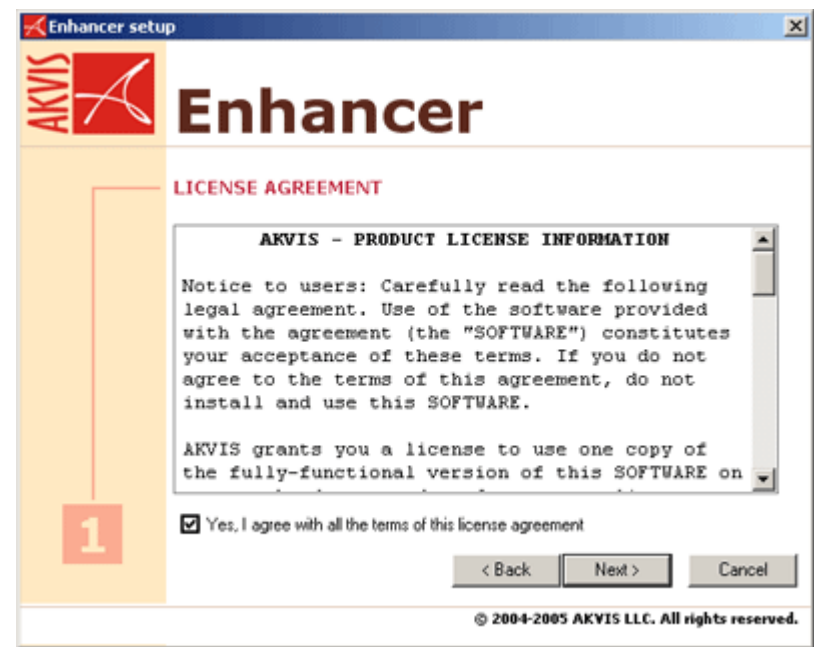 Enhancer setup
AKVIS
Enhancer
LICENSE AGREEMENT
AKVIS - PRODUCT LICENSE INFORMATION
Notice to users: Carefully read the following
legal agreement. Use of the software provided
with the agreement (the "SOFTWARE") constitutes
your acceptance of these terms. If you do not
agree to the terms of this agreement, do not
install and use this SOFTWARE.
AKVIS grants you a license to use one copy of
the fully-functional version of this SOFTWARE on
1
Yes, I agree with all the terms of this license agreement
< Back
Next >
Cancel
© 2004-2005 AKVIS LLC. All rights reserved.